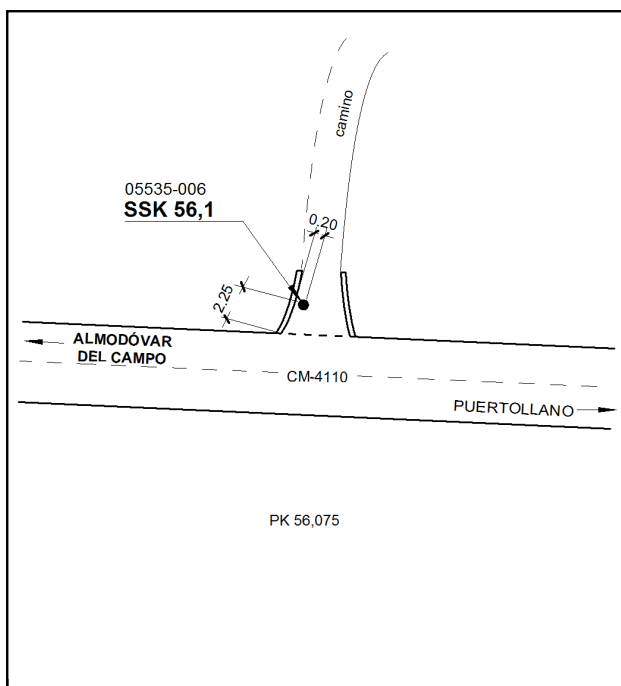 camino
05535-006
SSK 56,1
0.20
2.25
ALMODÓVAR
DEL CAMPO
CM-4110
PUERTOLLANO
PK 56,075